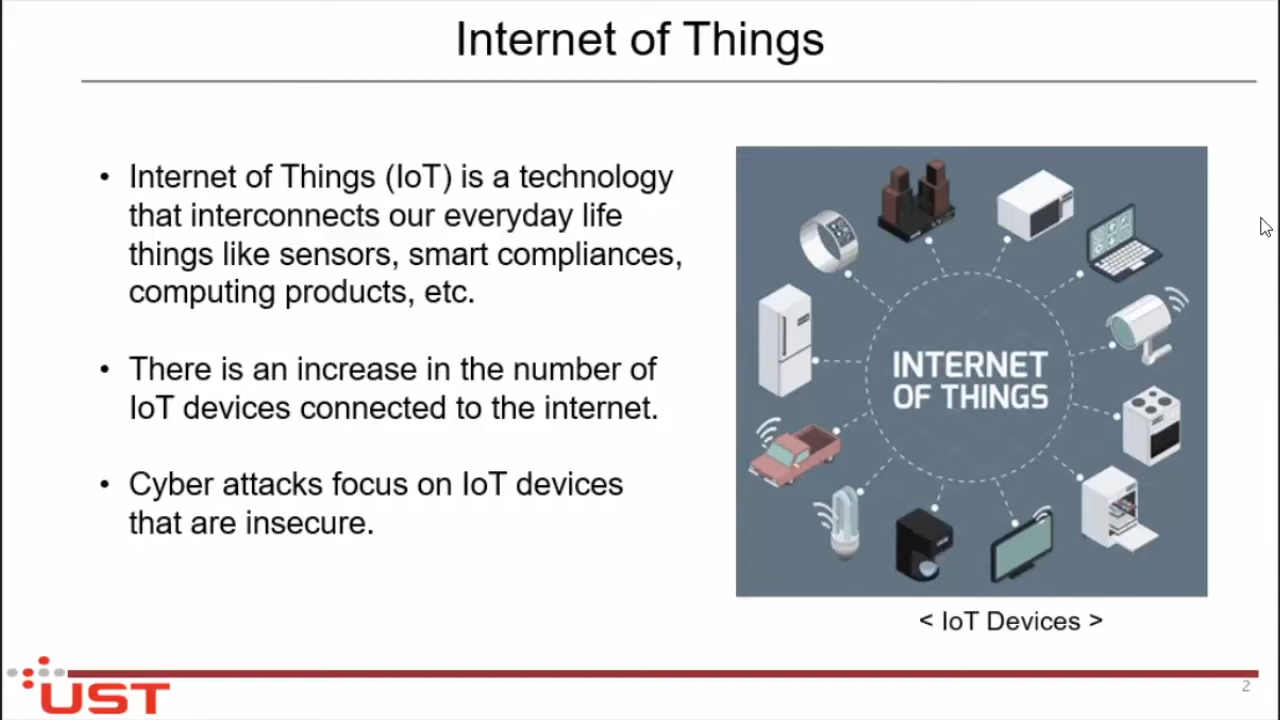 Internet of Things
• Internet of Things (IoT) is a technology
that interconnects our everyday life
things like sensors, smart compliances,
computing products, etc.
• There is an increase in the number of
IoT devices connected to the internet.
• Cyber attacks focus on IoT devices
that are insecure.
INTERNET
OF THINGS
< IoT Devices >
UST
2